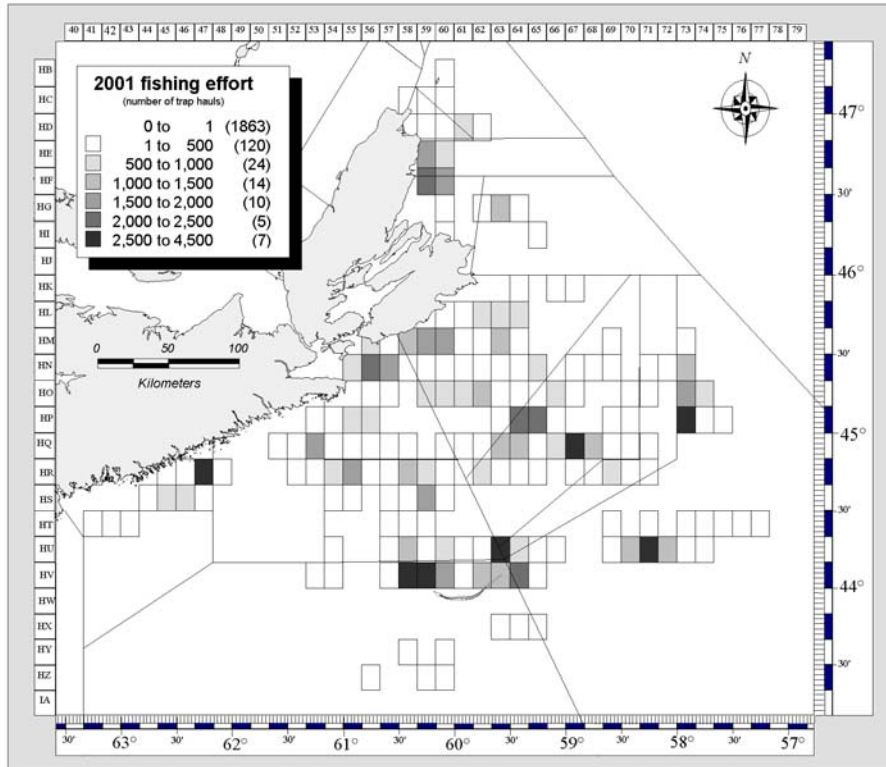 40 41 42 43 44 45 46 47 48 49 50 51 52 53 54 55 56 57 58 59 60 61 62 63 64 65 66 67 68 69 70 71 72 73 74 75 76 77 78 79
HB
HC
HD
HE
HF
HG
HI
HJ
HK
HL
HM
HN
HO
HP
HQ
HR
HS
HT
HU
HV
HW
HX
HY
HZ
IA
2001 fishing effort
(number of trap hauls)
0 to 1 (1863)
1 to 500 (120)
500 to 1,000 (24)
1,000 to 1,500 (14)
1,500 to 2,000 (10)
2,000 to 2,500 (5)
2,500 to 4,500 (7)
N
0 50 100
Kilometers
47°
30'
46°
30'
45°
30'
44°
30'
30' 63° 30' 62° 30' 61° 30' 60° 30' 59° 30' 58° 30' 57°